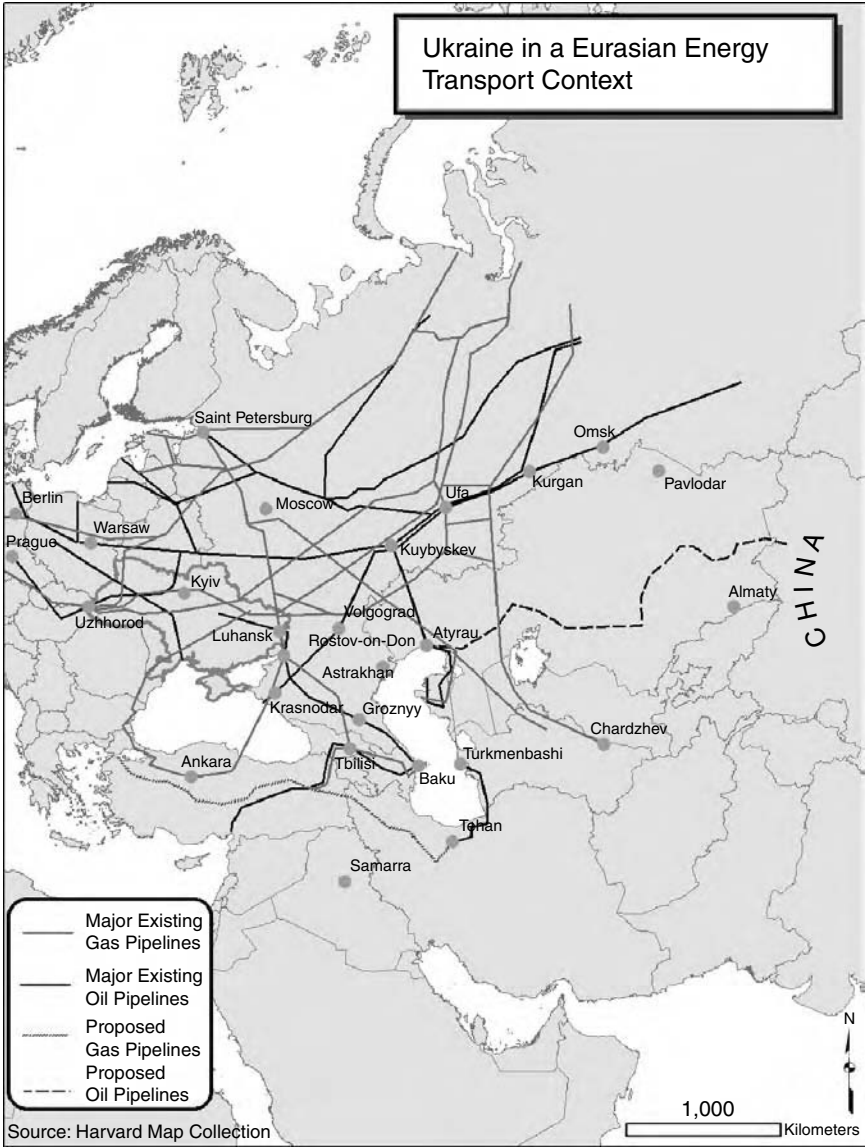 Ukraine in a Eurasian Energy
Transport Context
Saint Petersburg
Omsk
Kurgan
Pavlodar
Berlin
Moscow
Ufa
Warsaw
Prague
Kuybyskev
CHINA
Kyiv
Almaty
Uzhhorod
Volgograd
Luhansk
Rostov-on-Don
Atyrau
Astrakhan
Krasnodar
Groznyy
Chardzhev
Ankara
Tbilisi
Turkmenbashi
Baku
Tehan
Samarra
Major Existing
Gas Pipelines
Major Existing
Oil Pipelines
Proposed
Gas Pipelines
Proposed
Oil Pipelines
N
1,000
Kilometers
Source: Harvard Map Collection